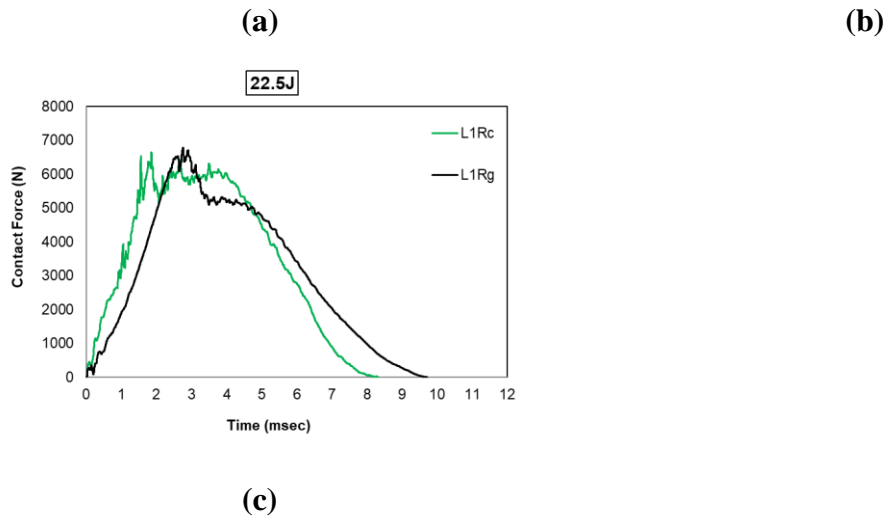 (a) (b)
22.5J
8000
7000
6000
5000
4000
3000
2000
1000
0
Contact Force (N)
L1Rc
L1Rg
0 1 2 3 4 5 6 7 8 9 10 11 12
Time (msec)
(c)